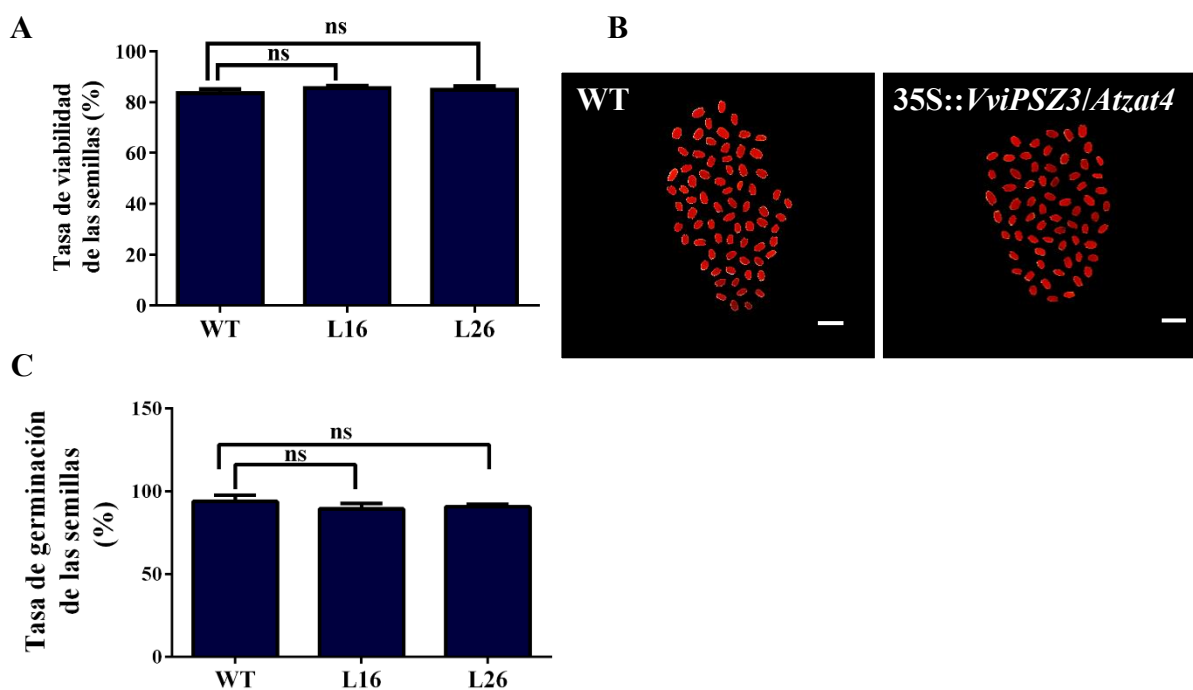 A
Tasa de viabilidad
de las semillas (%)
100
80
60
40
20
0
ns
ns
WT
L16
L26
B
WT
35S::VviPSZ3/Atzat4
C
Tasa de germinación
de las semillas
(%)
150
100
50
0
ns
ns
WT
L16
L26